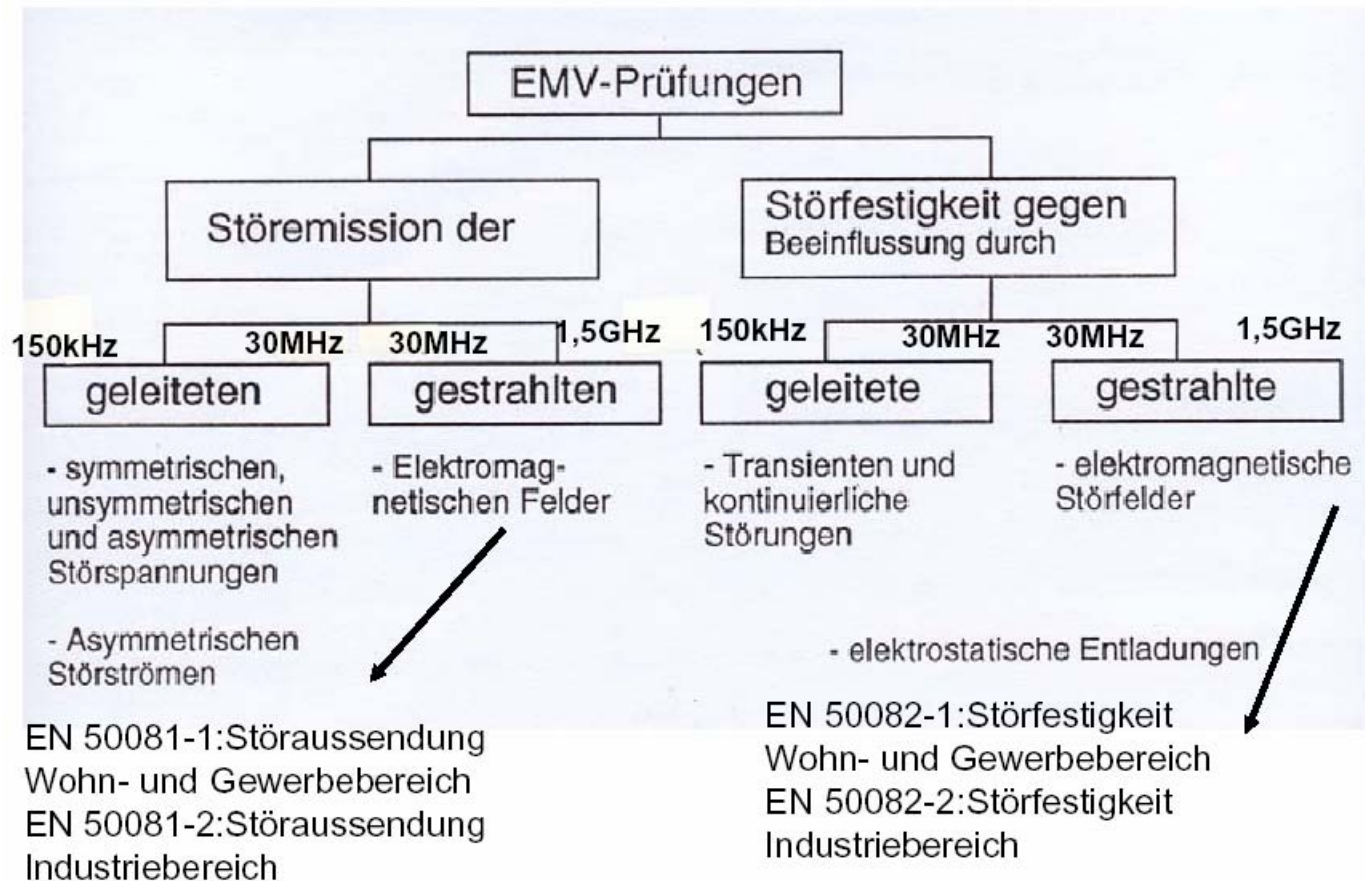 EMV-Prüfungen
Störemission der
Störfestigkeit gegen
Beeinflussung durch
150kHz
30MHz
30MHz
1,5GHz
150kHz
30MHz
30MHz
1,5GHz
geleiteten
gestrahlten
geleitete
gestrahlte
- symmetrischen,
unsymmetrischen
und asymmetrischen
Störspannungen
- Asymmetrischen
Störströmen
- Elektromag-
netischen Felder
- Transienten und
kontinuierliche
Störungen
- elektromagnetische
Störfelder
- elektrostatische Entladungen
EN 50081-1:Störaussendung
Wohn- und Gewerbebereich
EN 50081-2:Störaussendung
Industriebereich
EN 50082-1:Störfestigkeit
Wohn- und Gewerbebereich
EN 50082-2:Störfestigkeit
Industriebereich